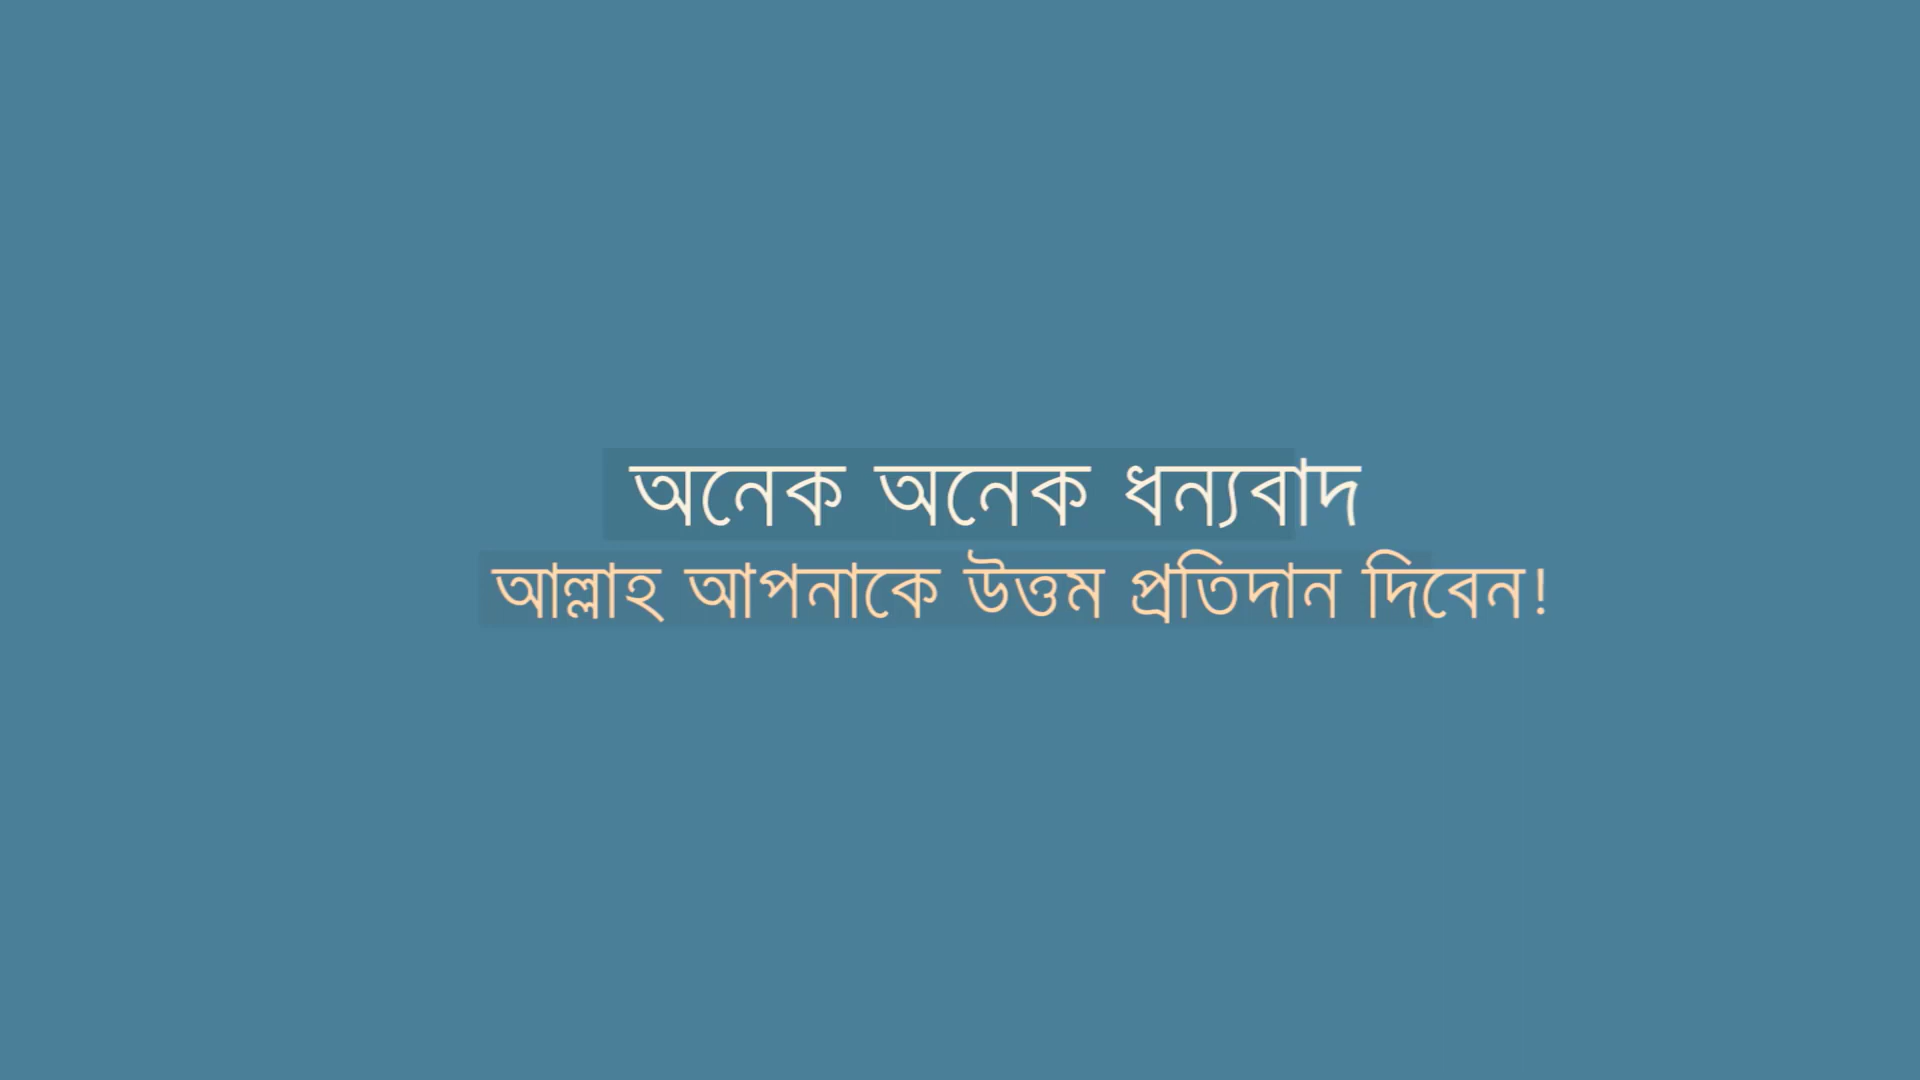 অনেক অনেক ধন্যবাদ
আল্লাহ আপনাকে উত্তম প্রতিদান দিবেন!